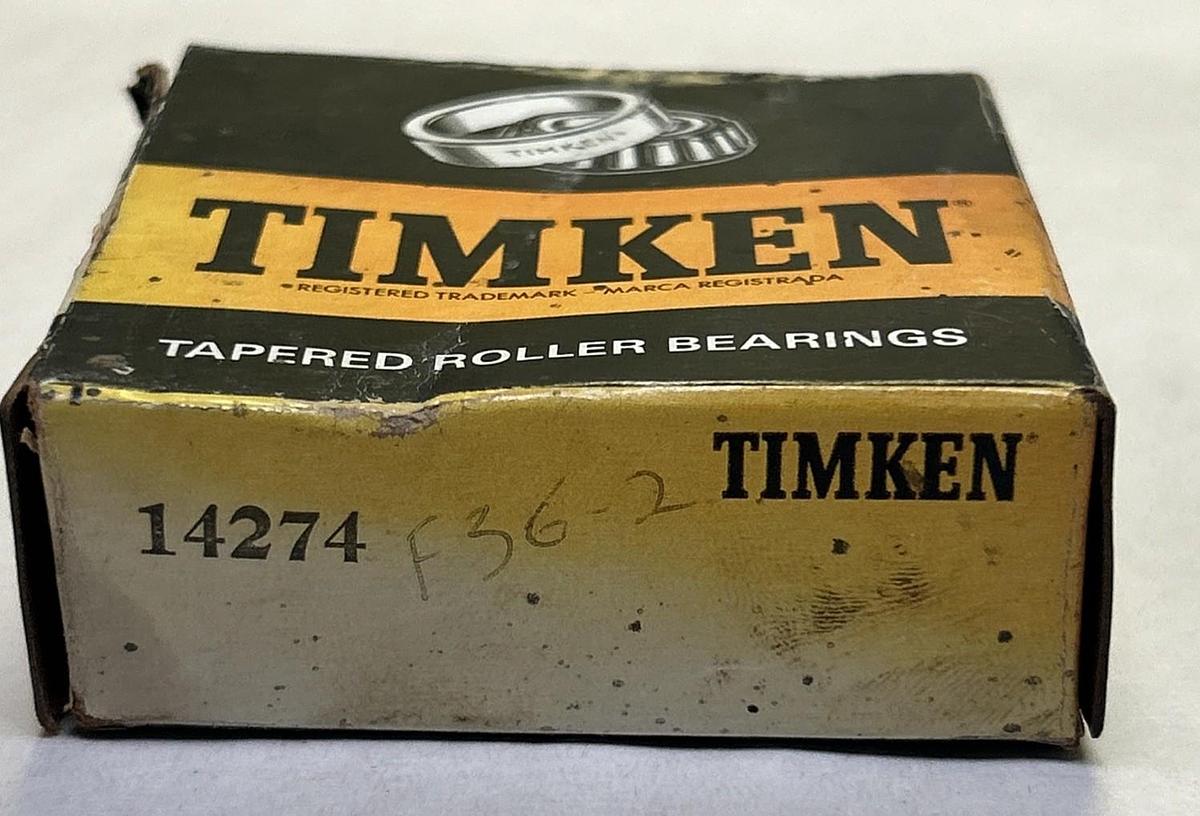 TIMKEN®
TIMKEN®
REGISTERED TRADEMARK - MARCA REGISTRADA
TAPERED ROLLER BEARINGS
TIMKEN®
14274 F36-2